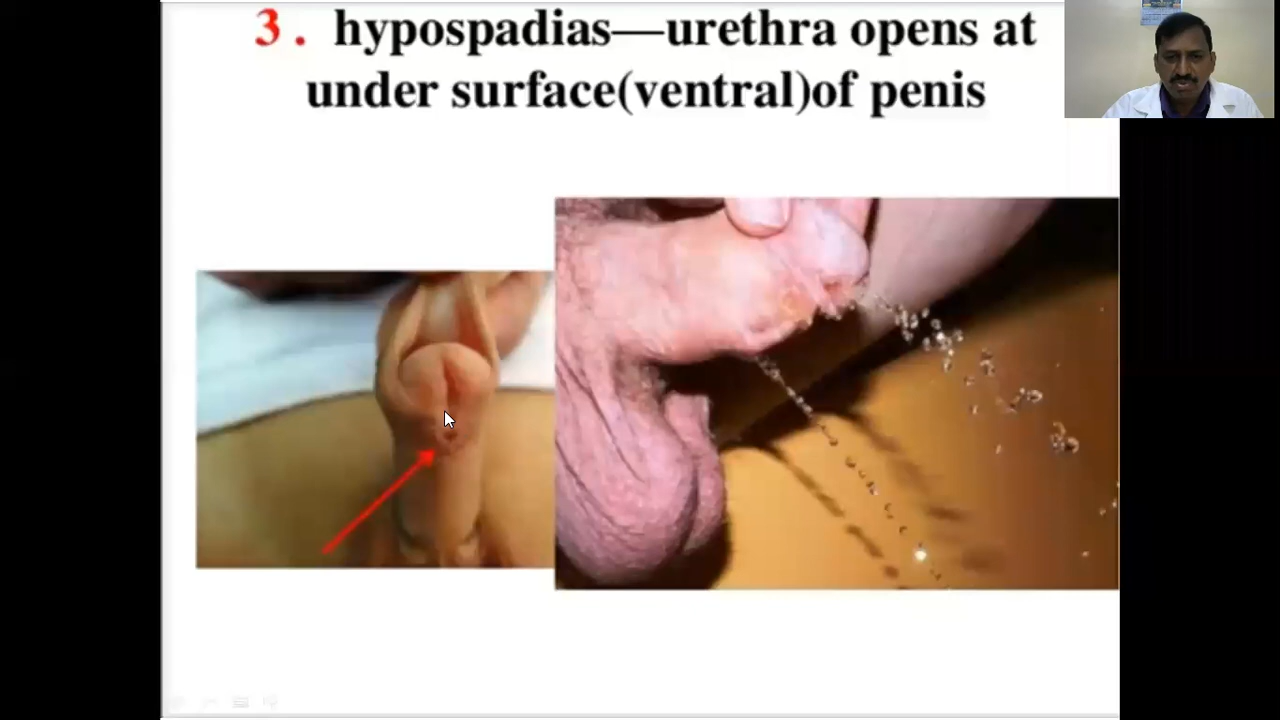 3 . hypospadias—urethra opens at
under surface(ventral)of penis